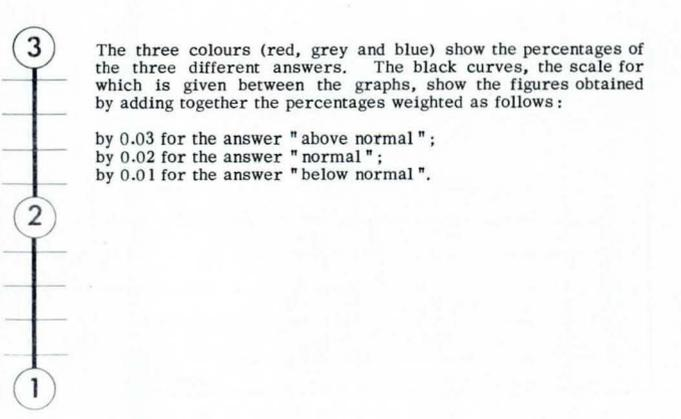 3
The three colours (red, grey and blue) show the percentages of
the three different answers. The black curves, the scale for
which is given between the graphs, show the figures obtained
by adding together the percentages weighted as follows :
by 0.03 for the answer " above normal " ;
by 0.02 for the answer " normal " ;
by 0.01 for the answer " below normal ".
2
1